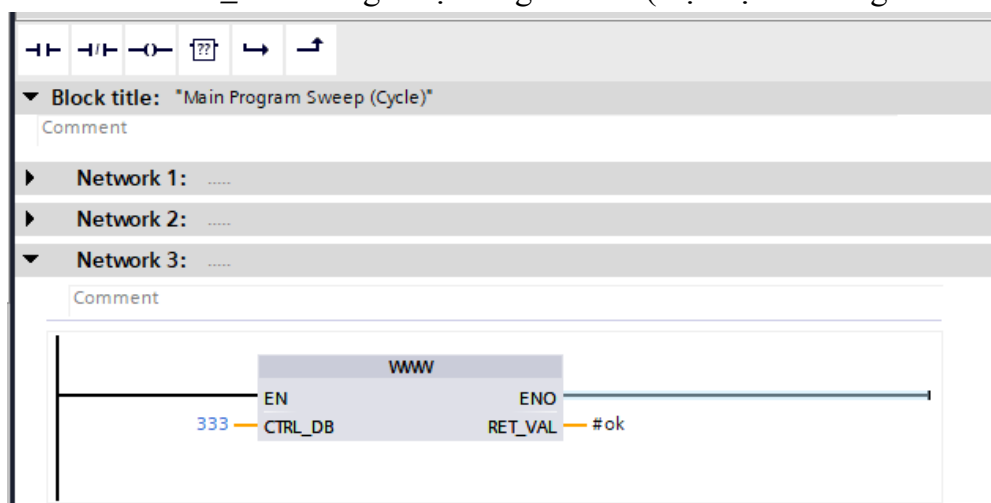 ??
Block title: "Main Program Sweep (Cycle)"
Comment
Network 1: .....
Network 2: .....
Network 3: .....
Comment
WWW
EN ENO
333 CTRL_DB RET_VAL #ok